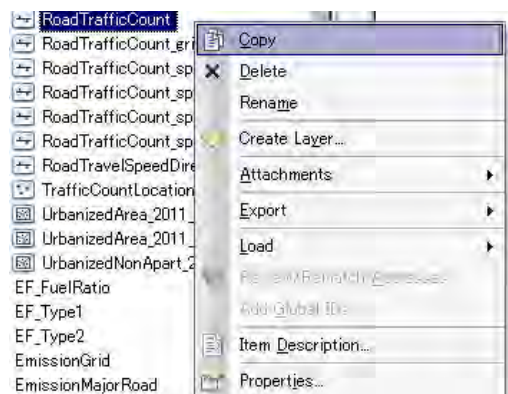 RoadTrafficCount
RoadTrafficCount_gri
RoadTrafficCount_sp
RoadTrafficCount_sp
RoadTrafficCount_sp
RoadTravelSpeedDire
TrafficCountLocation
UrbanizedArea_2011_
UrbanizedArea_2011_
UrbanizedNonApart_2
EF_FuelRatio
EF_Type1
EF_Type2
EmissionGrid
EmissionMajorRoad
Copy
Delete
Rename
Create Layer...
Attachments
Export
Load
Add Global IDs
Item Description...
Properties...